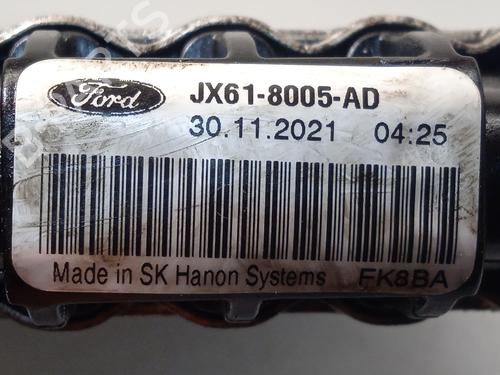 Ford
JX61-8005-AD
30.11.2021 04:25
Made in SK Hanon Systems FK8BA